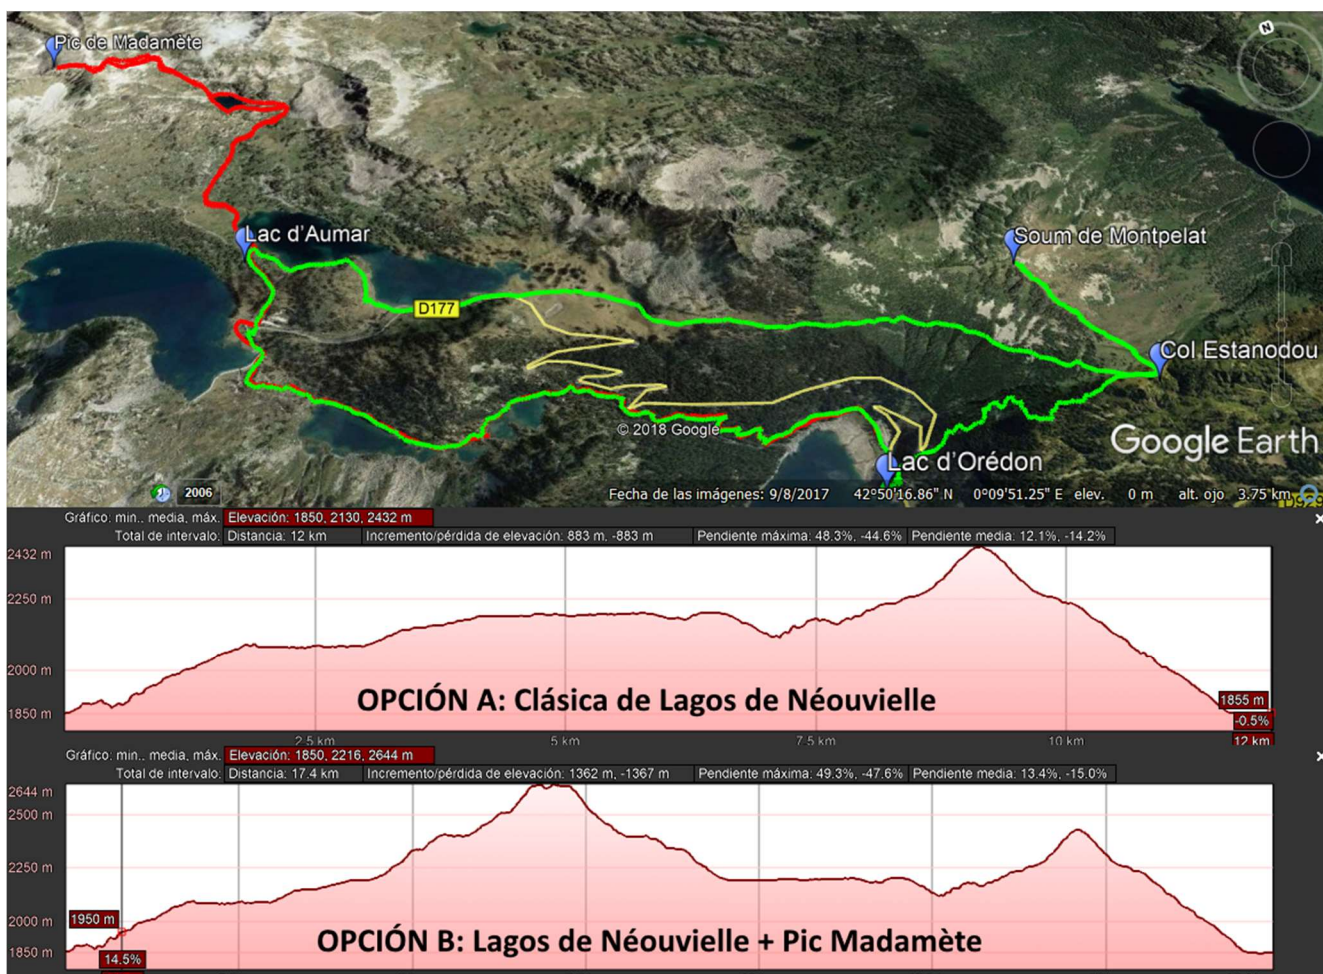 N
Pic de Madamète
Lac d'Aumar
Soum de Montpelat
D177
Col Estanodou
© 2018 Google
Google Earth
Lac d'Orédon
2006
Fecha de las imágenes: 9/8/2017 42°50'16.86" N 0°09'51.25" E elev. 0 m alt. ojo 3.75 km
D929
Gráfico: min., media, máx. Elevación: 1850, 2130, 2432 m
Total de intervalo: Distancia: 12 km Incremento/pérdida de elevación: 883 m, -883 m Pendiente máxima: 48.3%, -44.6% Pendiente media: 12.1%, -14.2%
2432 m
2250 m
2000 m
OPCIÓN A: Clásica de Lagos de Néouvielle
1855 m
1850 m
-0.5%
2.5 km 5 km 7.5 km 10 km 12 km
Gráfico: min., media, máx. Elevación: 1850, 2216, 2644 m
Total de intervalo: Distancia: 17.4 km Incremento/pérdida de elevación: 1362 m, -1367 m Pendiente máxima: 49.3%, -47.6% Pendiente media: 13.4%, -15.0%
2644 m
2500 m
2250 m
1950 m
2000 m
OPCIÓN B: Lagos de Néouvielle + Pic Madamète
1850 m
14.5%